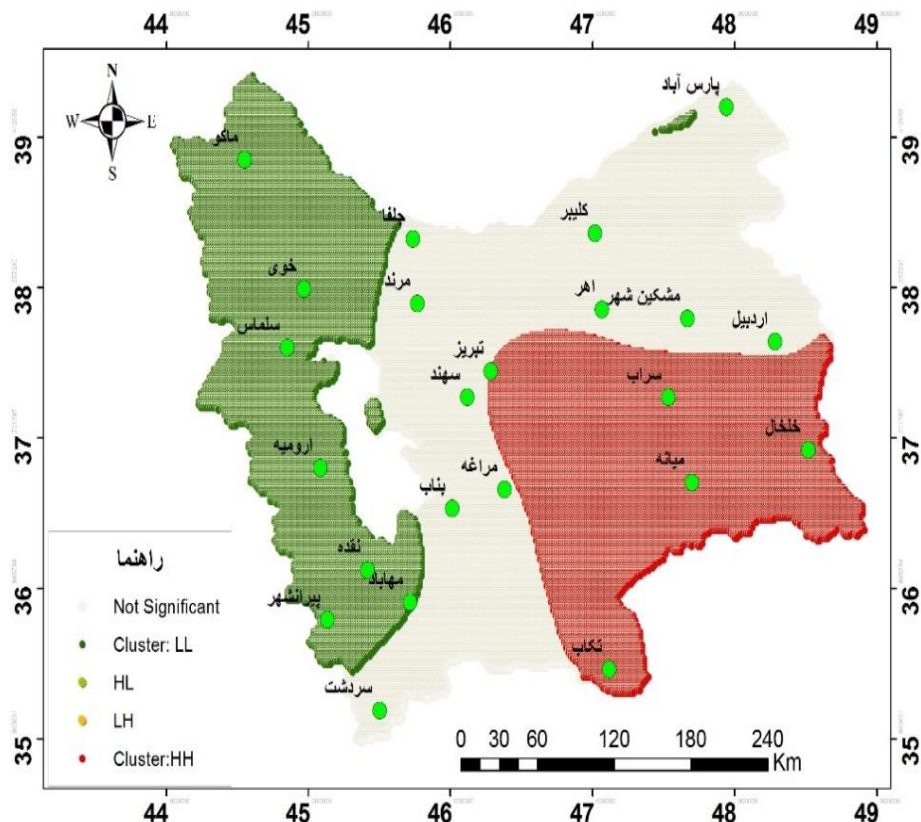 44 45 46 47 48 49
N
W E
S
39 39
38 38
37 37
36 36
35 35
پارس آباد
ماکو
کلیبر
جلفا
خوی
مرند
اهر
مشکین شهر
اردبیل
سلماس
تبریز
سهند
سراب
خلخال
ارومیه
مراغه
میانه
بناب
نقده
مهاباد
پیرانشهر
تکاب
سردشت
راهنما
Not Significant
Cluster: LL
HL
LH
Cluster:HH
0 30 60 120 180 240
Km
44 45 46 47 48 49